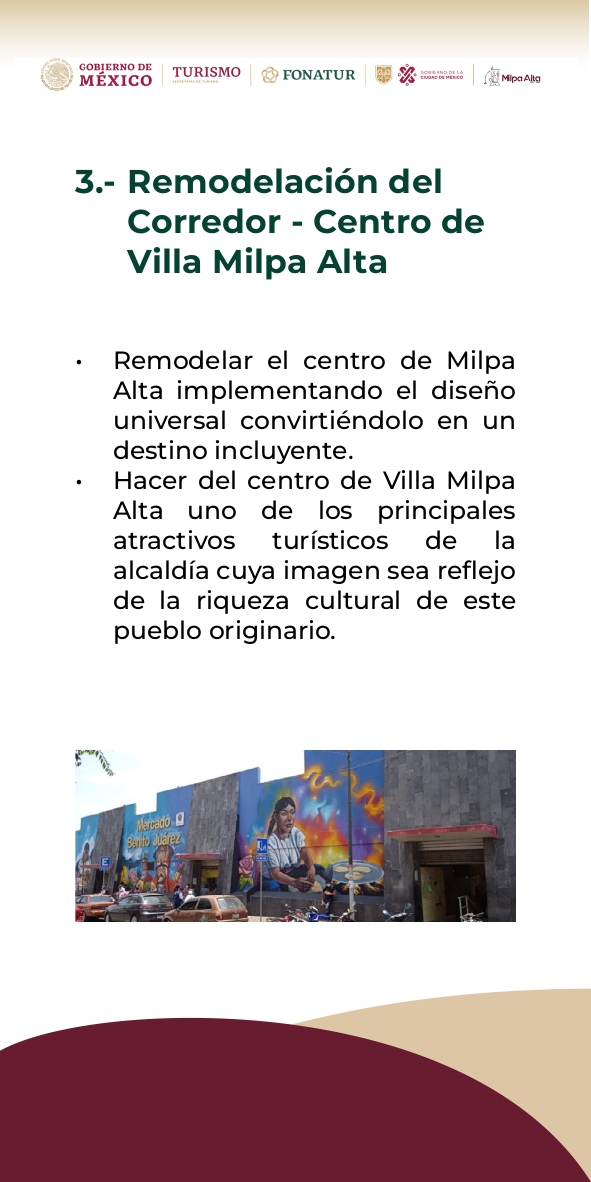 GOBIERNO DE
MÉXICO
TURISMO
SECRETARÍA DE TURISMO
FONATUR
GOBIERNO DE LA
CIUDAD DE MÉXICO
Milpa Alta
3.- Remodelación del
Corredor - Centro de
Villa Milpa Alta
• Remodelar el centro de Milpa
Alta implementando el diseño
universal convirtiéndolo en un
destino incluyente.
• Hacer del centro de Villa Milpa
Alta uno de los principales
atractivos turísticos de la
alcaldía cuya imagen sea reflejo
de la riqueza cultural de este
pueblo originario.
Mercado
Benito Juárez
E